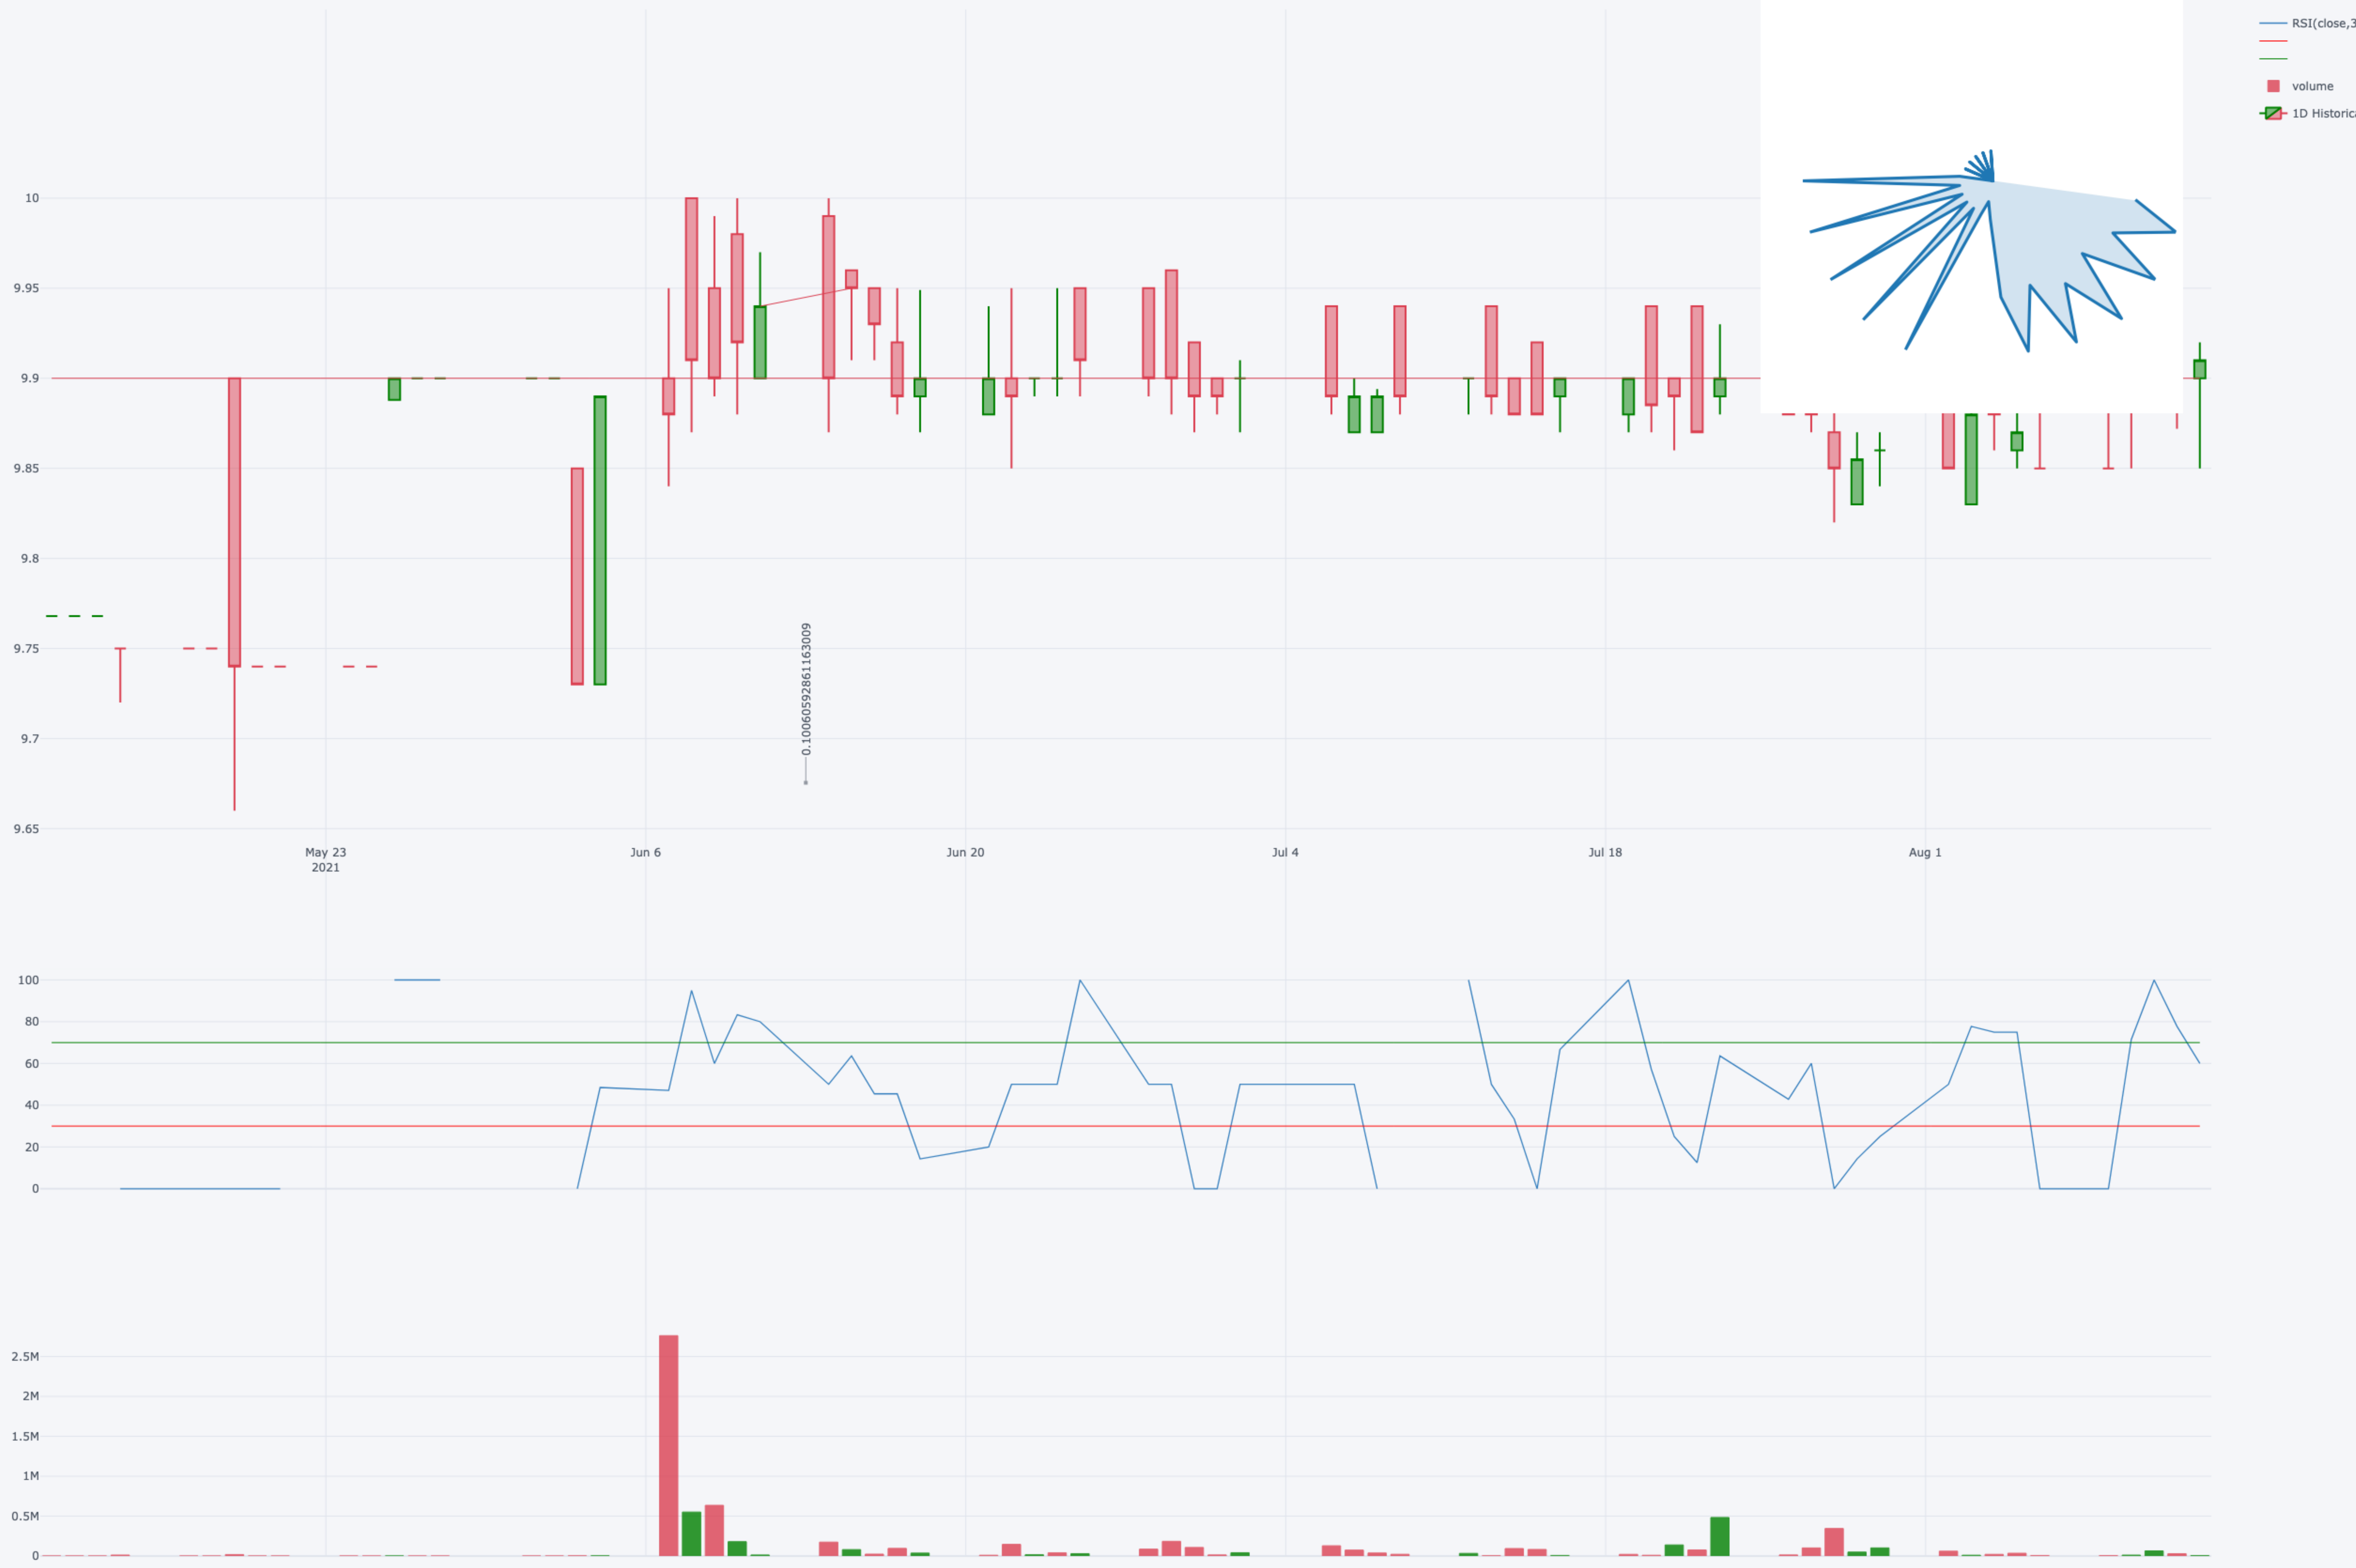 RSI(close,3
volume
1D Historica
10
9.95
9.9
9.85
9.8
9.75
9.7
9.65
0.10060592861163009
May 23
2021
Jun 6
Jun 20
Jul 4
Jul 18
Aug 1
100
80
60
40
20
0
2.5M
2M
1.5M
1M
0.5M
0